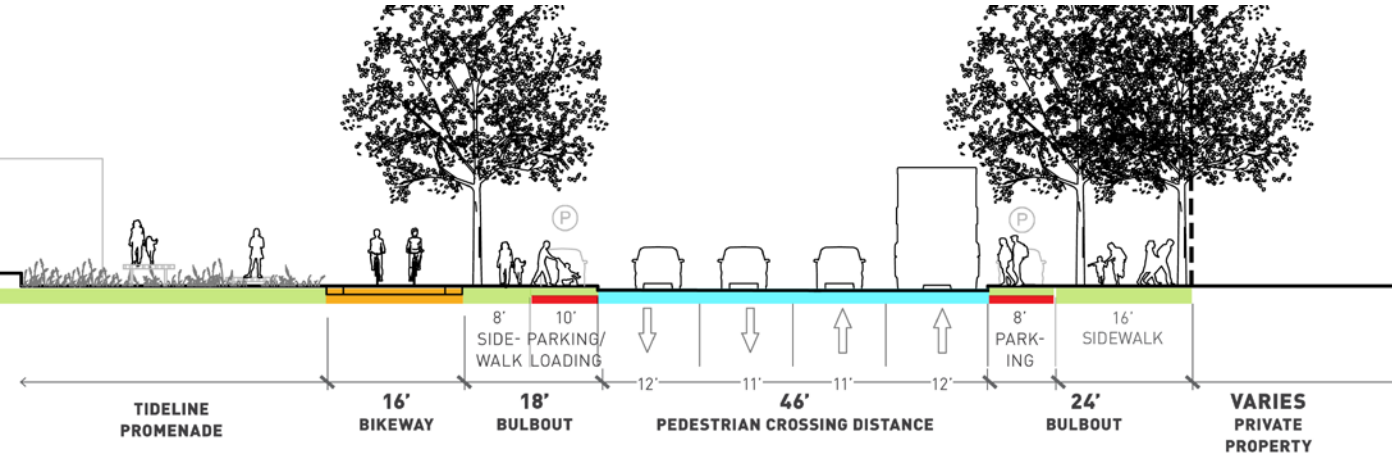 P
P
8'
SIDE-
WALK
10'
PARKING/
LOADING
8'
PARK-
ING
16'
SIDEWALK
12'
11'
11'
12'
TIDELINE
PROMENADE
16'
BIKEWAY
18'
BULBOUT
46'
PEDESTRIAN CROSSING DISTANCE
24'
BULBOUT
VARIES
PRIVATE
PROPERTY